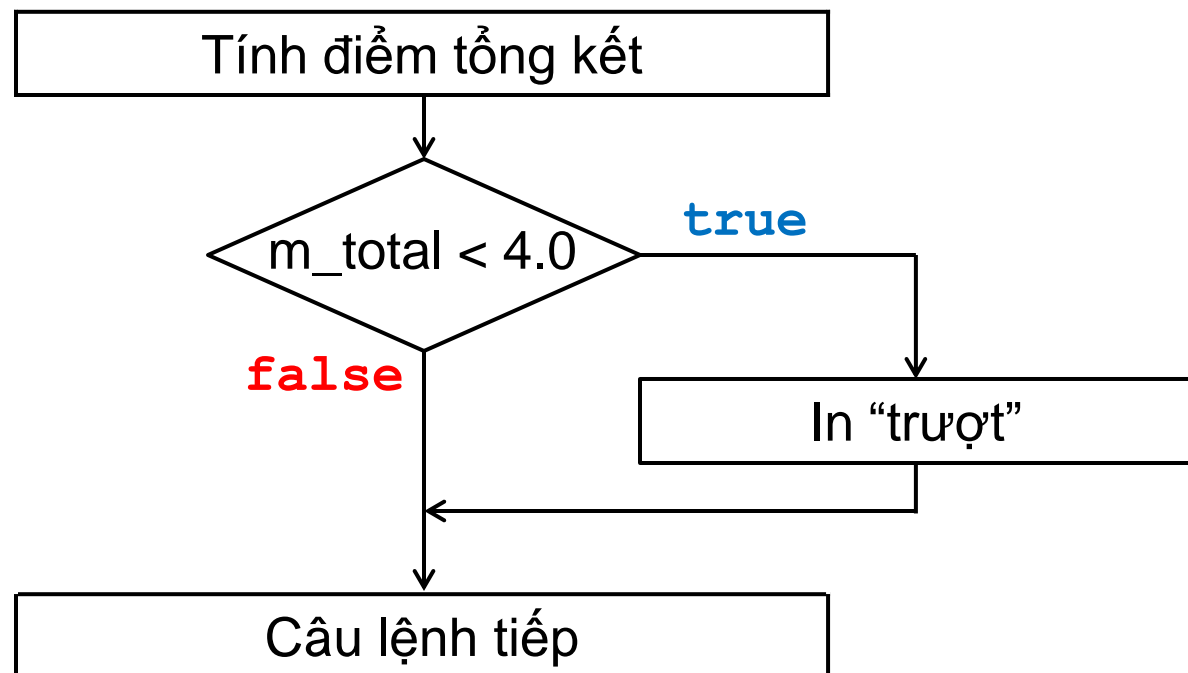 Tính điểm tổng kết
m_total < 4.0
true
false
In “trượt”
Câu lệnh tiếp